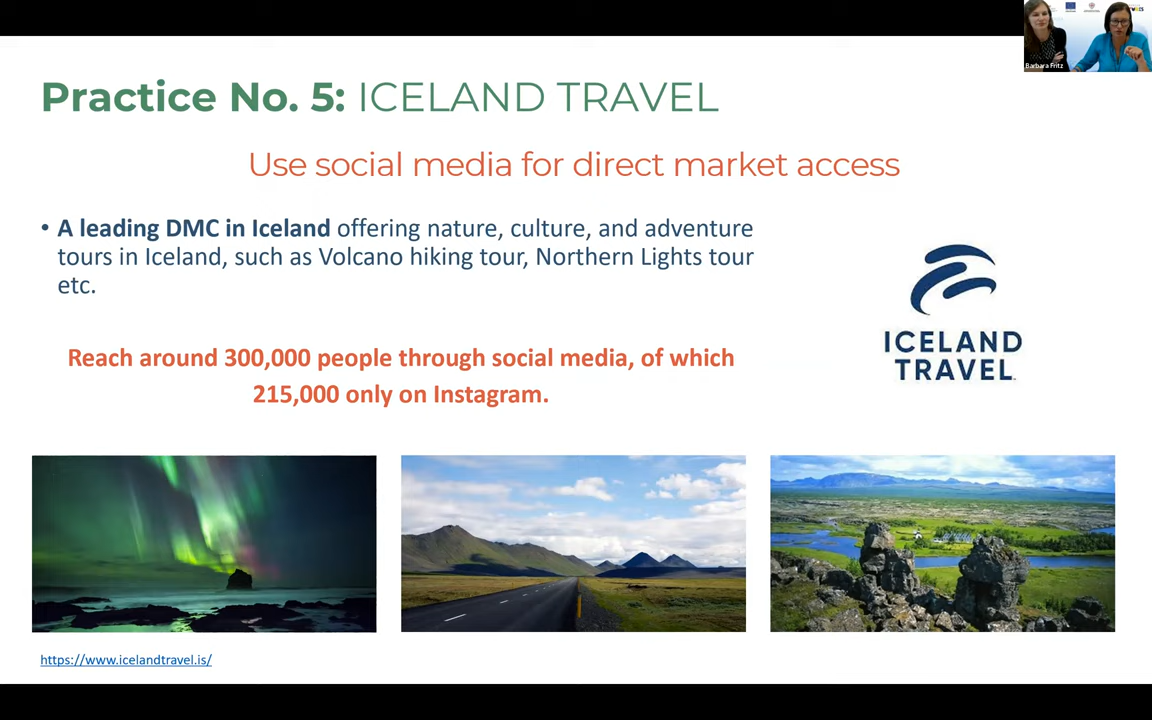 Barbara Fritz
Practice No. 5: ICELAND TRAVEL
Use social media for direct market access
• A leading DMC in Iceland offering nature, culture, and adventure
tours in Iceland, such as Volcano hiking tour, Northern Lights tour
etc.
ICELAND
TRAVEL
Reach around 300,000 people through social media, of which
215,000 only on Instagram.
https://www.icelandtravel.is/